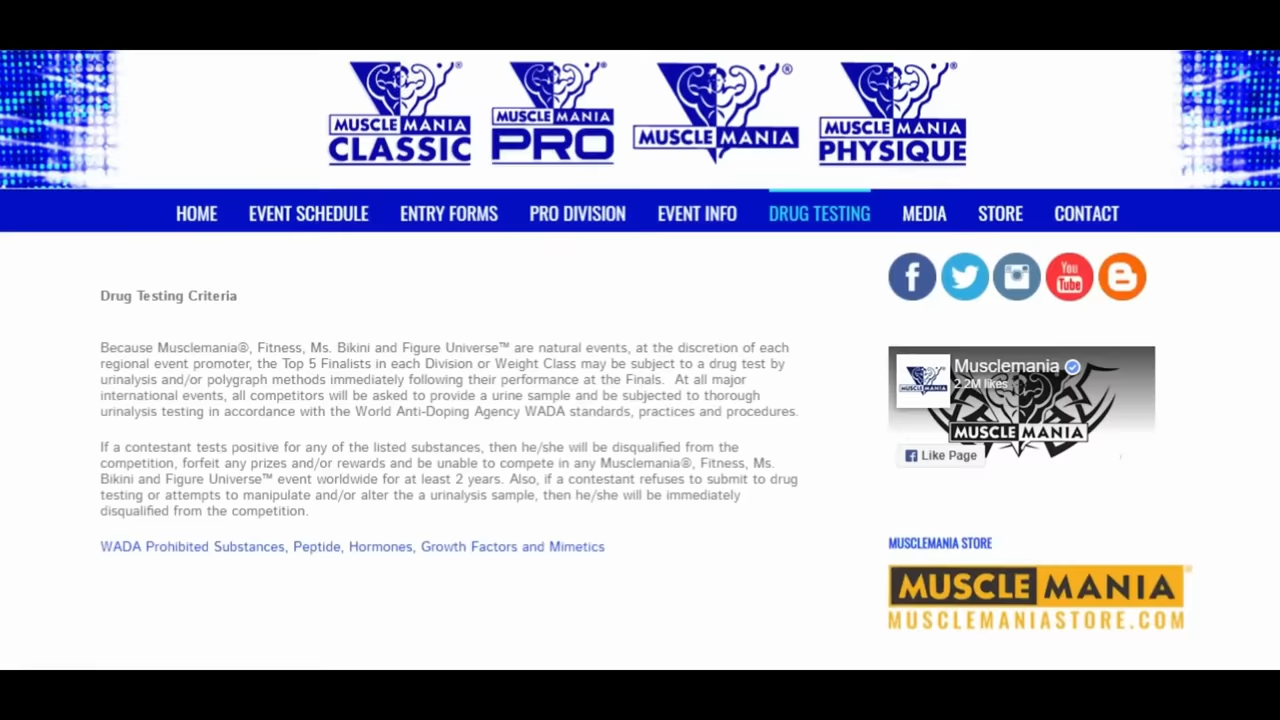 MUSCLE MANIA®
CLASSIC
MUSCLE MANIA®
PRO
MUSCLE MANIA®
MUSCLE MANIA®
PHYSIQUE
HOME EVENT SCHEDULE ENTRY FORMS PRO DIVISION EVENT INFO DRUG TESTING MEDIA STORE CONTACT
You Tube
Drug Testing Criteria
Because Musclemania®, Fitness, Ms. Bikini and Figure Universe™ are natural events, at the discretion of each
regional event promoter, the Top 5 Finalists in each Division or Weight Class may be subject to a drug test by
urinalysis and/or polygraph methods immediately following their performance at the Finals. At all major
international events, all competitors will be asked to provide a urine sample and be subjected to thorough
urinalysis testing in accordance with the World Anti-Doping Agency WADA standards, practices and procedures.
If a contestant tests positive for any of the listed substances, then he/she will be disqualified from the
competition, forfeit any prizes and/or rewards and be unable to compete in any Musclemania®, Fitness, Ms.
Bikini and Figure Universe™ event worldwide for at least 2 years. Also, if a contestant refuses to submit to drug
testing or attempts to manipulate and/or alter the a urinalysis sample, then he/she will be immediately
disqualified from the competition.
WADA Prohibited Substances, Peptide, Hormones, Growth Factors and Mimetics
MUSCLE MANIA
Musclemania
2.2M likes
MUSCLE MANIA
Like Page
MUSCLEMANIA STORE
MUSCLE MANIA®
MUSCLEMANIASTORE.COM